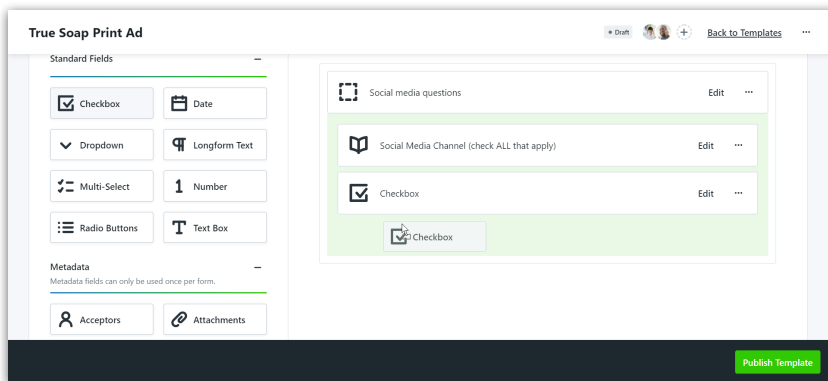 True Soap Print Ad
Draft
Back to Templates
Standard Fields
Checkbox
Date
Dropdown
Longform Text
Multi-Select
1 Number
Radio Buttons
Text Box
Metadata
Metadata fields can only be used once per form.
Acceptors
Attachments
Social media questions
Edit
Social Media Channel (check ALL that apply)
Edit
Checkbox
Edit
Checkbox
Publish Template